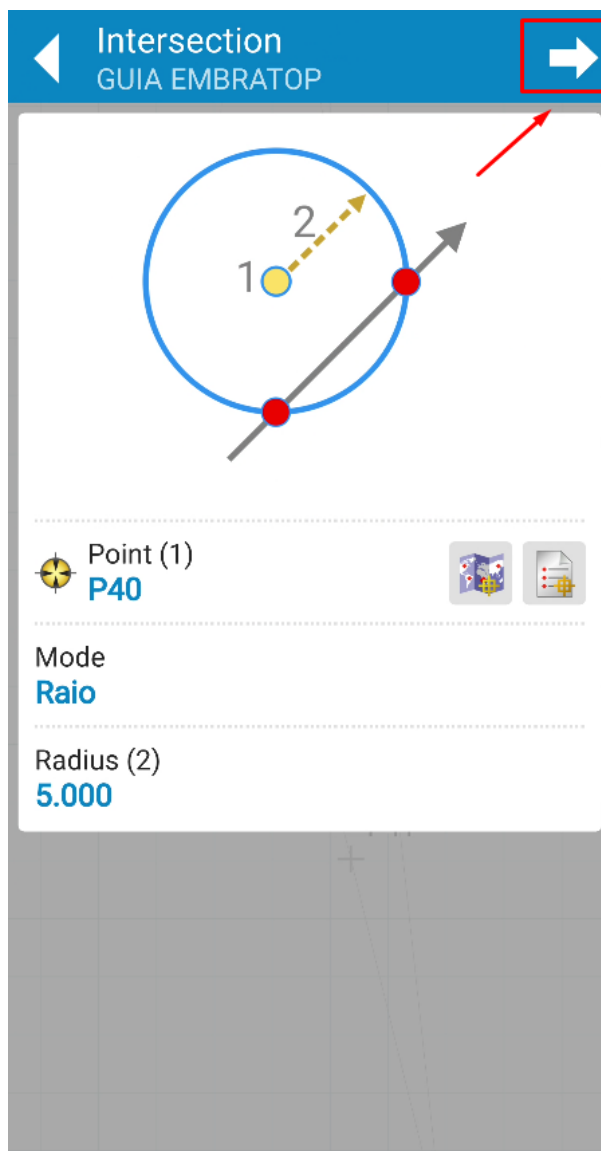 Intersection
GUIA EMBRATOP
2
1
Point (1)
P40
Mode
Raio
Radius (2)
5.000